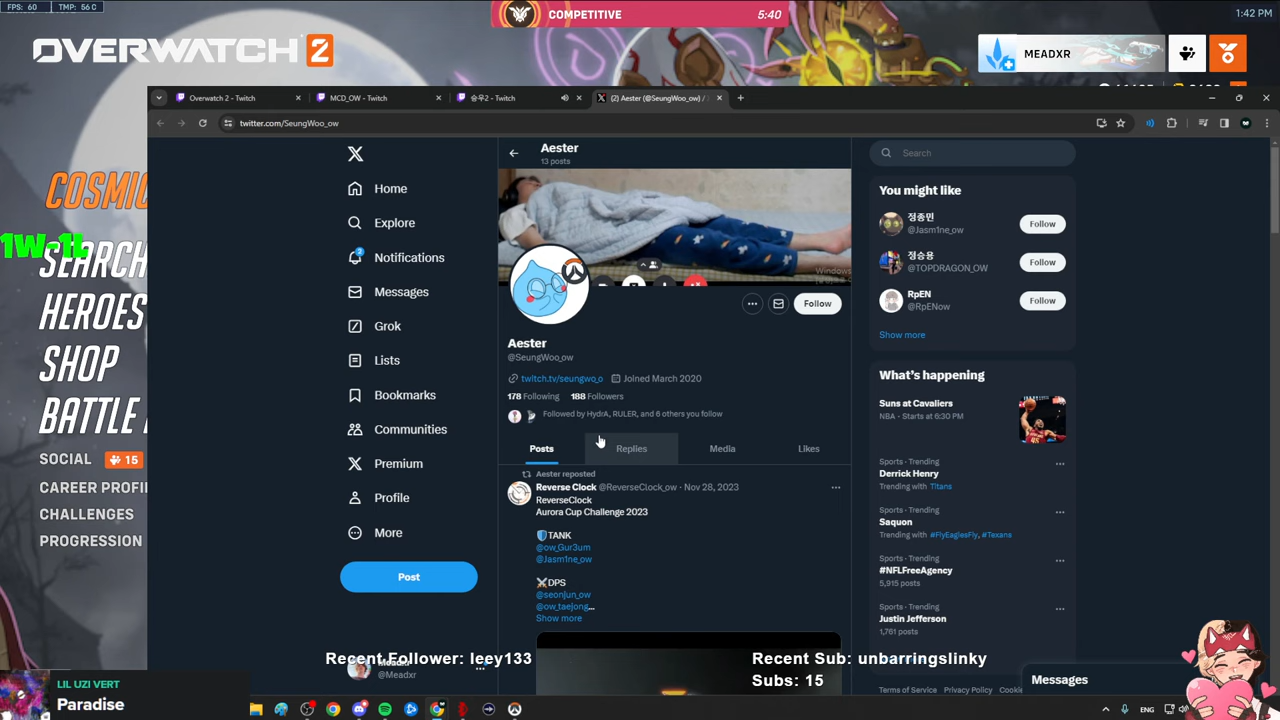 FPS: 60 TMP: 56 C
COMPETITIVE 5:40
1:42 PM
OVERWATCH 2
MEADXR
Overwatch 2 - Twitch
MCD_OW - Twitch
승우2 - Twitch
(2) Aester (@SeungWoo_ow) /
twitter.com/SeungWoo_ow
COSMIC
1W-1L
SEARCH
HEROES
SHOP
BATTLE
SOCIAL 15
CAREER PROFI
CHALLENGES
PROGRESSION
Home
Explore
Notifications
2
Messages
Grok
Lists
Bookmarks
Communities
Premium
Profile
More
Post
Meadxr
@Meadxr
Aester
13 posts
Windows
Follow
Aester
@SeungWoo_ow
twitch.tv/seungwo_o Joined March 2020
178 Following 188 Followers
Followed by HydrA, RULER, and 6 others you follow
Posts Replies Media Likes
Aester reposted
Reverse Clock @ReverseClock_ow · Nov 28, 2023
ReverseClock
Aurora Cup Challenge 2023
TANK
@ow_Gur3um
@Jasm1ne_ow
DPS
@seonjun_ow
@ow_taejong...
Show more
Search
You might like
정종민
@Jasm1ne_ow
Follow
정승용
@TOPDRAGON_OW
Follow
RpEN
@RpENow
Follow
Show more
What's happening
Suns at Cavaliers
NBA - Starts at 6:30 PM
Sports · Trending
Derrick Henry
Trending with Titans
Sports · Trending
Saquon
Trending with #FlyEaglesFly, #Texans
Sports · Trending
#NFLFreeAgency
5,915 posts
Sports · Trending
Justin Jefferson
1,761 posts
Terms of Service Privacy Policy Cookie
Messages
Recent Follower: leey133
Recent Sub: unbarringslinky
Subs: 15
LIL UZI VERT
Paradise
ENG